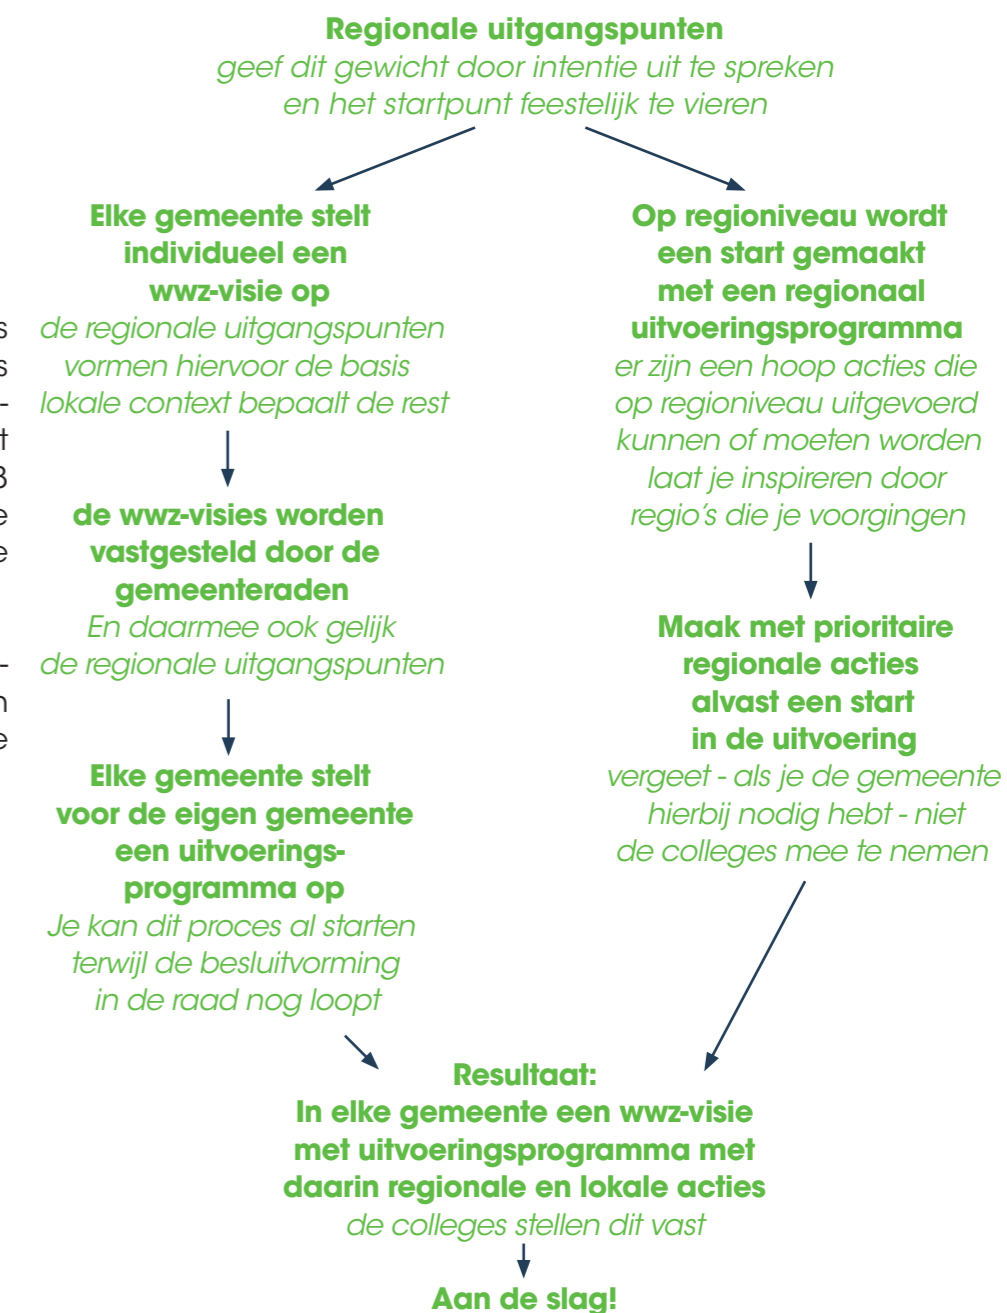 Regionale uitgangspunten
geef dit gewicht door intentie uit te spreken
en het startpunt feestelijk te vieren
Elke gemeente stelt
individueel een
wwz-visie op
de regionale uitgangspunten
vormen hiervoor de basis
lokale context bepaalt de rest
de wwz-visies worden
vastgesteld door de
gemeenteraden
En daarmee ook gelijk
de regionale uitgangspunten
Elke gemeente stelt
voor de eigen gemeente
een uitvoerings-
programma op
Je kan dit proces al starten
terwijl de besluitvorming
in de raad nog loopt
Op regioniveau wordt
een start gemaakt
met een regionaal
uitvoeringsprogramma
er zijn een hoop acties die
op regioniveau uitgevoerd
kunnen of moeten worden
laat je inspireren door
regio's die je voorgingen
Maak met prioritaire
regionale acties
alvast een start
in de uitvoering
vergeet - als je de gemeente
hierbij nodig hebt - niet
de colleges mee te nemen
Resultaat:
In elke gemeente een wwz-visie
met uitvoeringsprogramma met
daarin regionale en lokale acties
de colleges stellen dit vast
Aan de slag!